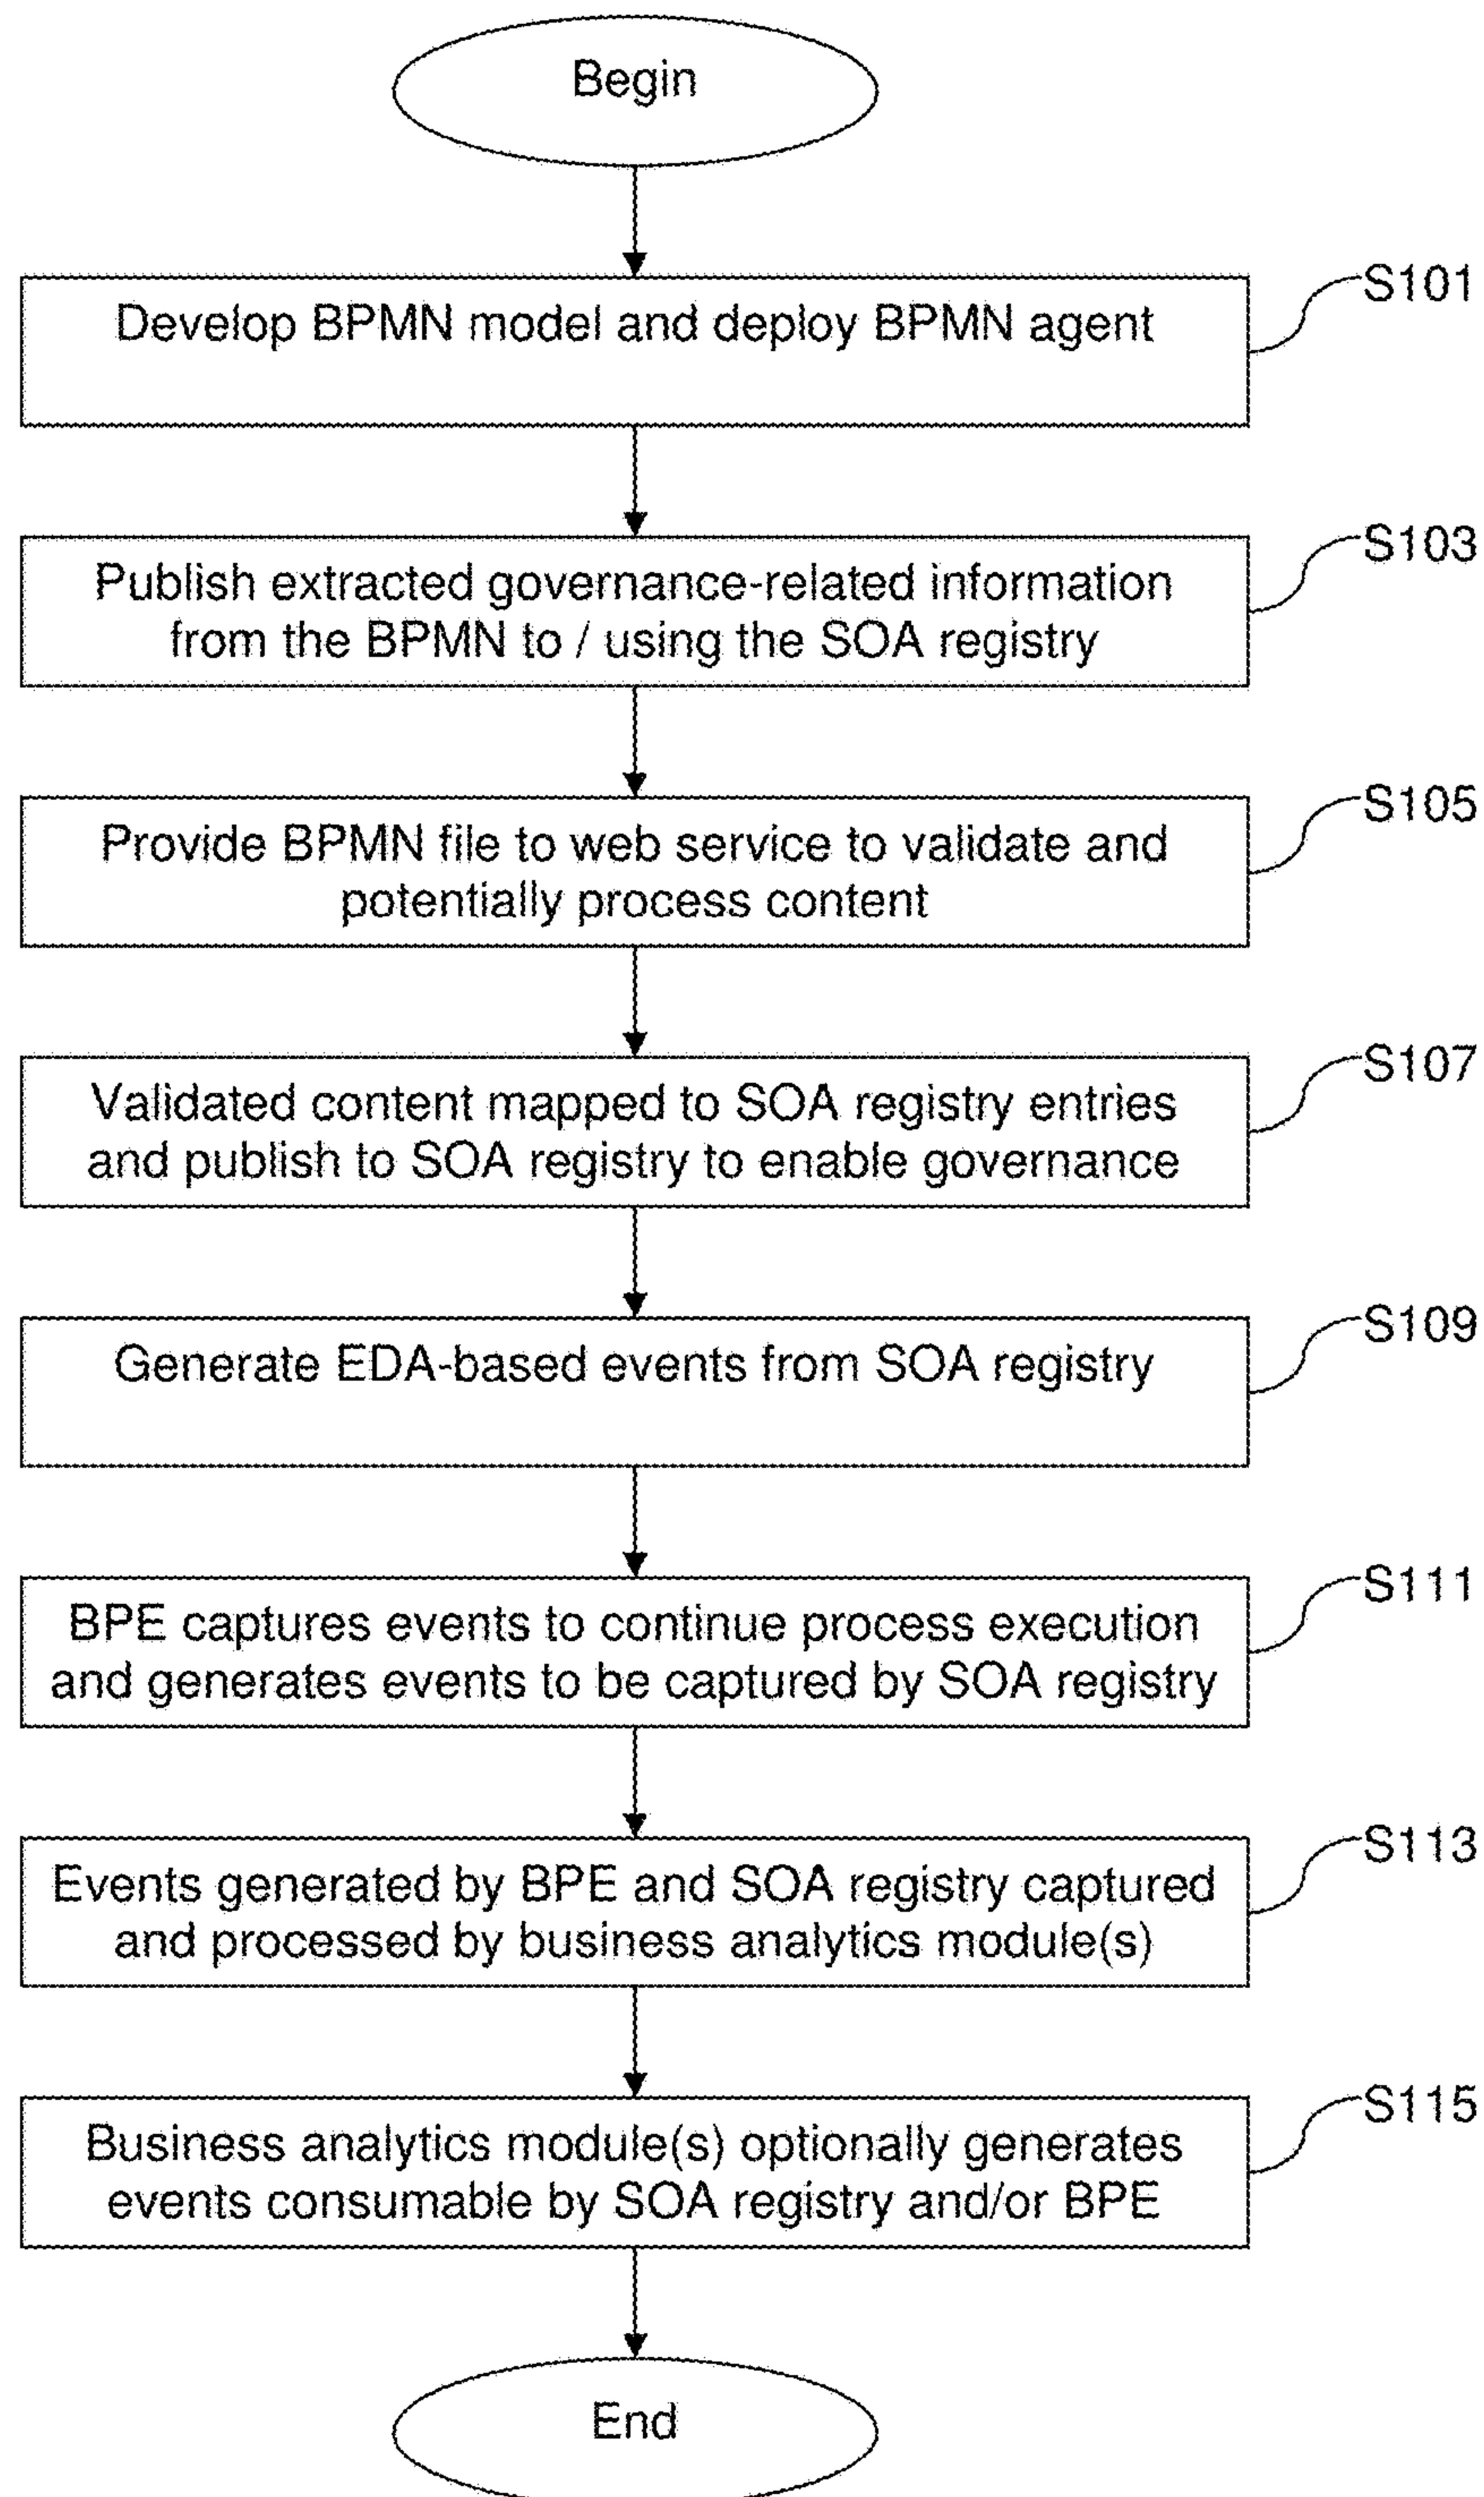 Begin
S101
Develop BPMN model and deploy BPMN agent
S103
Publish extracted governance-related information
from the BPMN to / using the SOA registry
S105
Provide BPMN file to web service to validate and
potentially process content
S107
Validated content mapped to SOA registry entries
and publish to SOA registry to enable governance
S109
Generate EDA-based events from SOA registry
S111
BPE captures events to continue process execution
and generates events to be captured by SOA registry
S113
Events generated by BPE and SOA registry captured
and processed by business analytics module(s)
S115
Business analytics module(s) optionally generates
events consumable by SOA registry and/or BPE
End